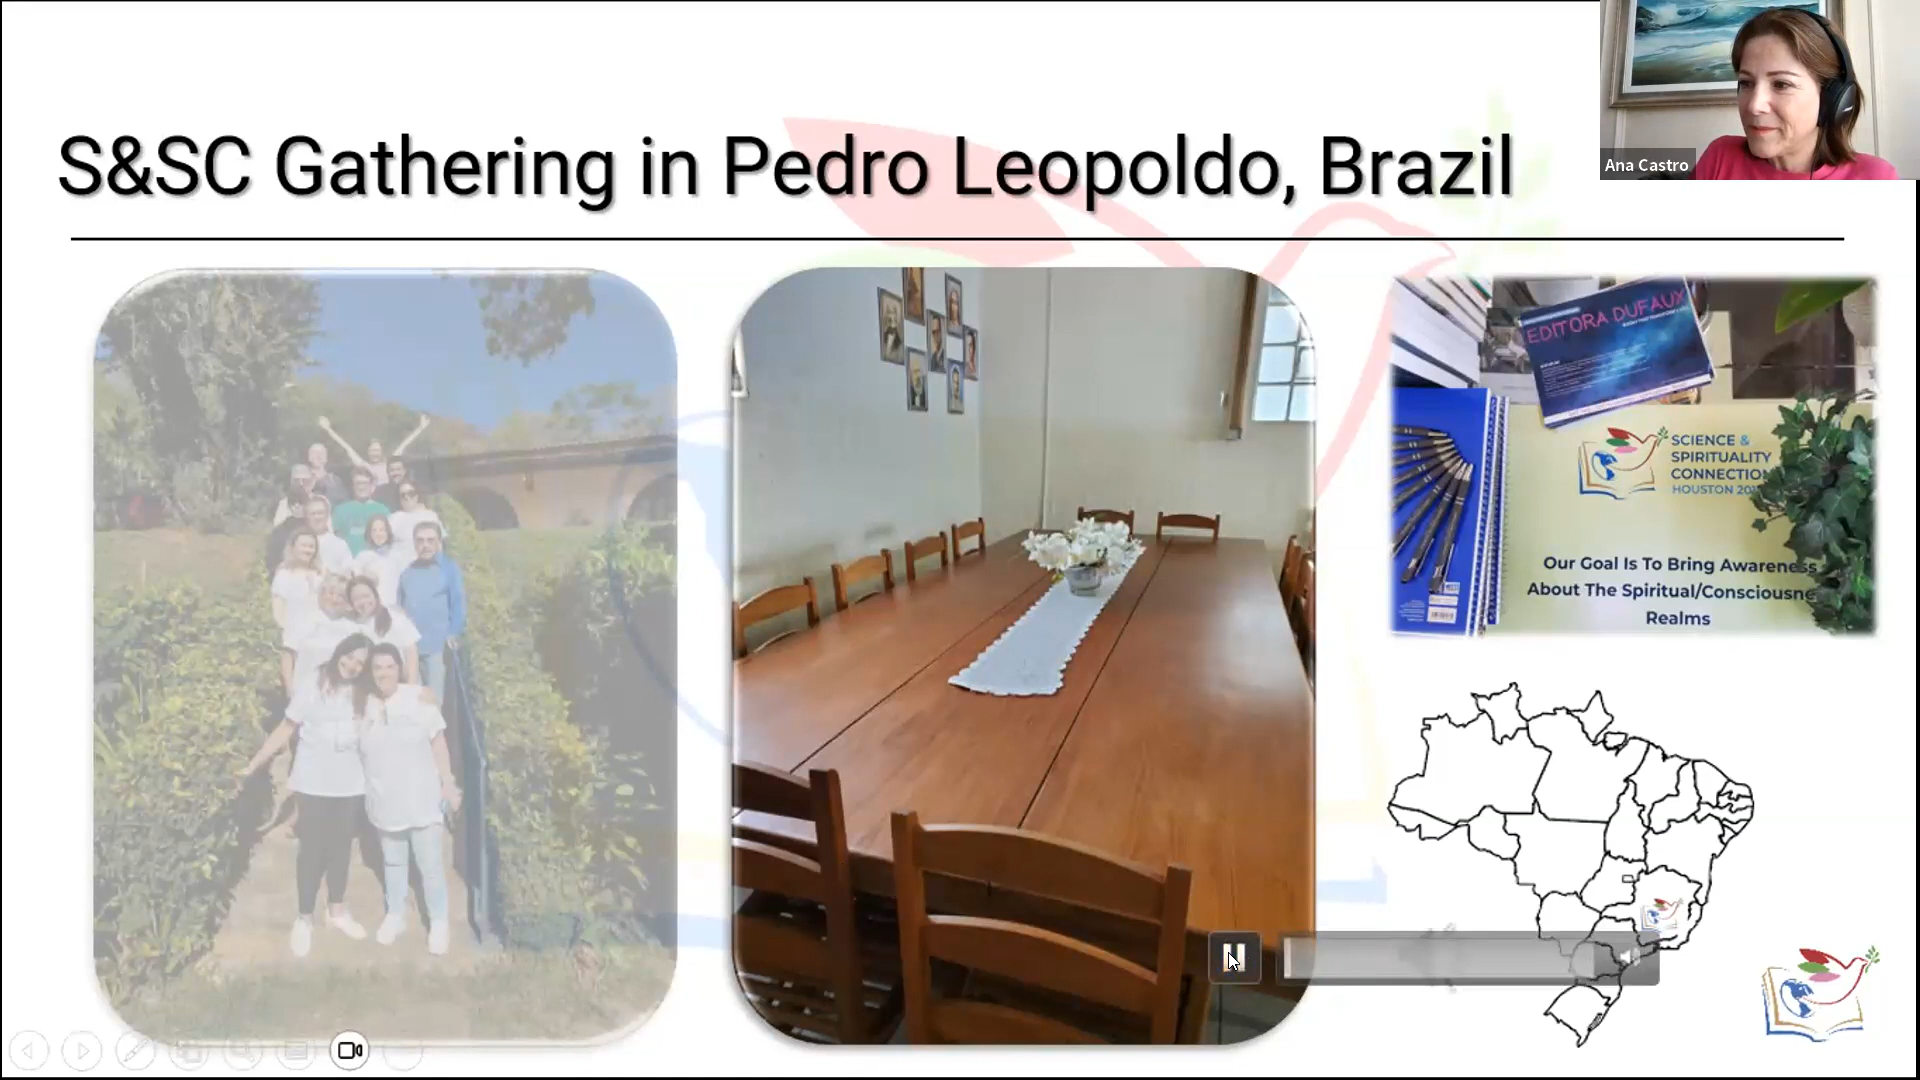 S&SC Gathering in Pedro Leopoldo, Brazil
Ana Castro
EDITORA DUFAUX
SCIENCE &
SPIRITUALITY
CONNECTION
HOUSTON
Our Goal Is To Bring Awareness
About The Spiritual/Consciousne
Realms